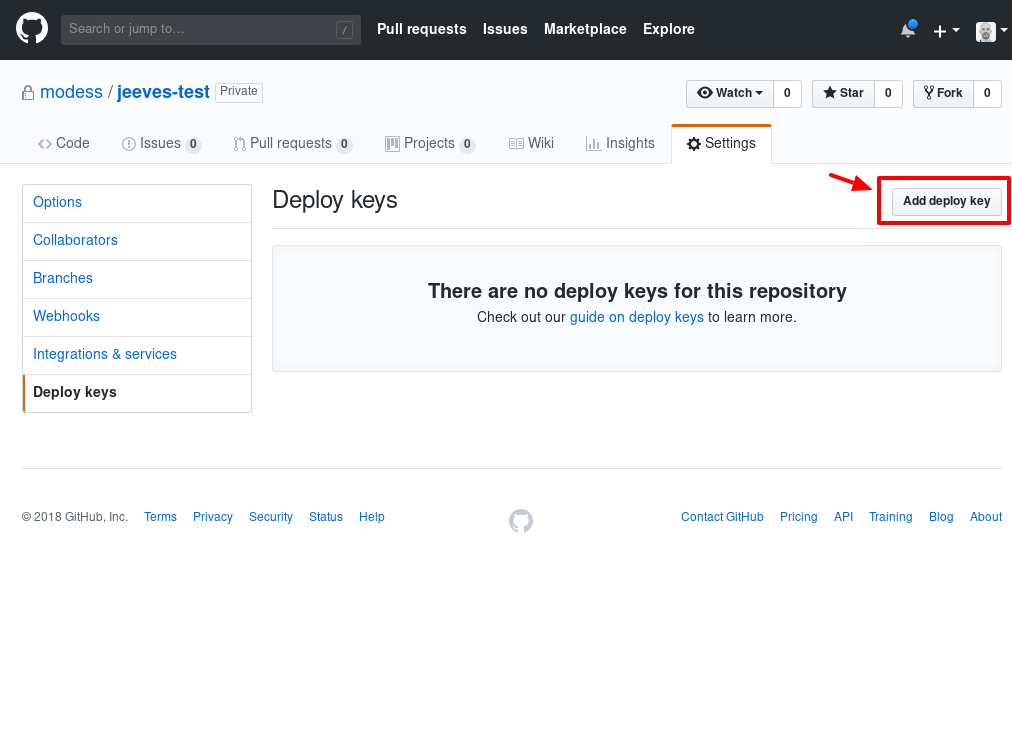 Search or jump to… / Pull requests Issues Marketplace Explore
modess / jeeves-test Private Watch 0 Star 0 Fork 0
Code Issues 0 Pull requests 0 Projects 0 Wiki Insights Settings
Options
Collaborators
Branches
Webhooks
Integrations & services
Deploy keys
Deploy keys Add deploy key
There are no deploy keys for this repository
Check out our guide on deploy keys to learn more.
© 2018 GitHub, Inc. Terms Privacy Security Status Help Contact GitHub Pricing API Training Blog About